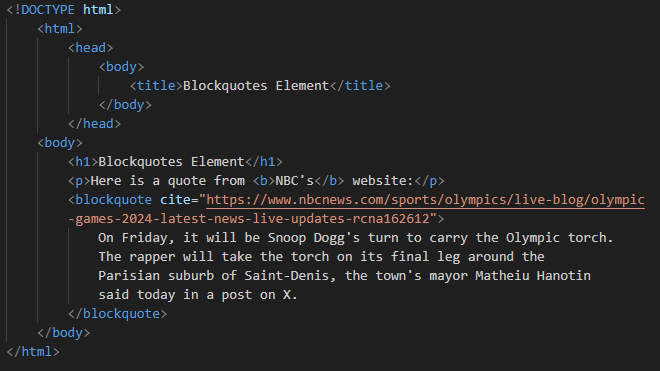 <!DOCTYPE html>
<html>
<head>
<body>
<title>Blockquotes Element</title>
</body>
</head>
<body>
<h1>Blockquotes Element</h1>
<p>Here is a quote from <b>NBC's</b> website:</p>
<blockquote cite="https://www.nbcnews.com/sports/olympics/live-blog/olympic
-games-2024-latest-news-live-updates-rcna162612">
On Friday, it will be Snoop Dogg's turn to carry the Olympic torch.
The rapper will take the torch on its final leg around the
Parisian suburb of Saint-Denis, the town's mayor Matheiu Hanotin
said today in a post on X.
</blockquote>
</body>
</html>